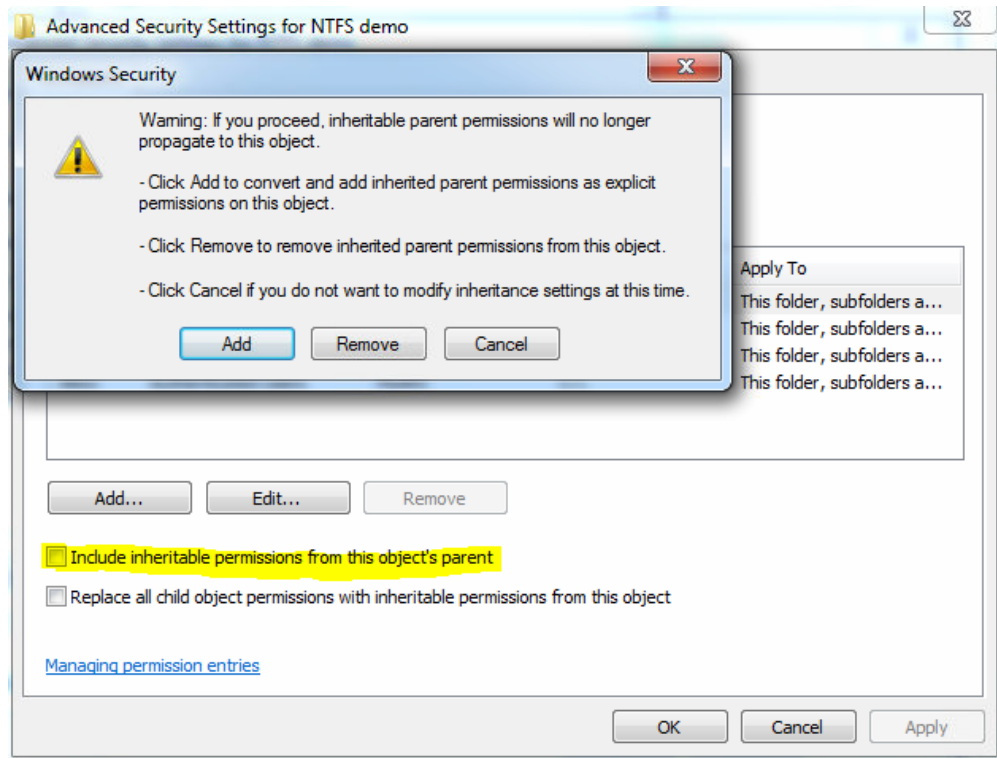 Advanced Security Settings for NTFS demo
Windows Security
Warning: If you proceed, inheritable parent permissions will no longer
propagate to this object.
- Click Add to convert and add inherited parent permissions as explicit
permissions on this object.
- Click Remove to remove inherited parent permissions from this object.
- Click Cancel if you do not want to modify inheritance settings at this time.
Add Remove Cancel
Apply To
This folder, subfolders a...
This folder, subfolders a...
This folder, subfolders a...
This folder, subfolders a...
Add... Edit... Remove
Include inheritable permissions from this object's parent
Replace all child object permissions with inheritable permissions from this object
Managing permission entries
OK Cancel Apply